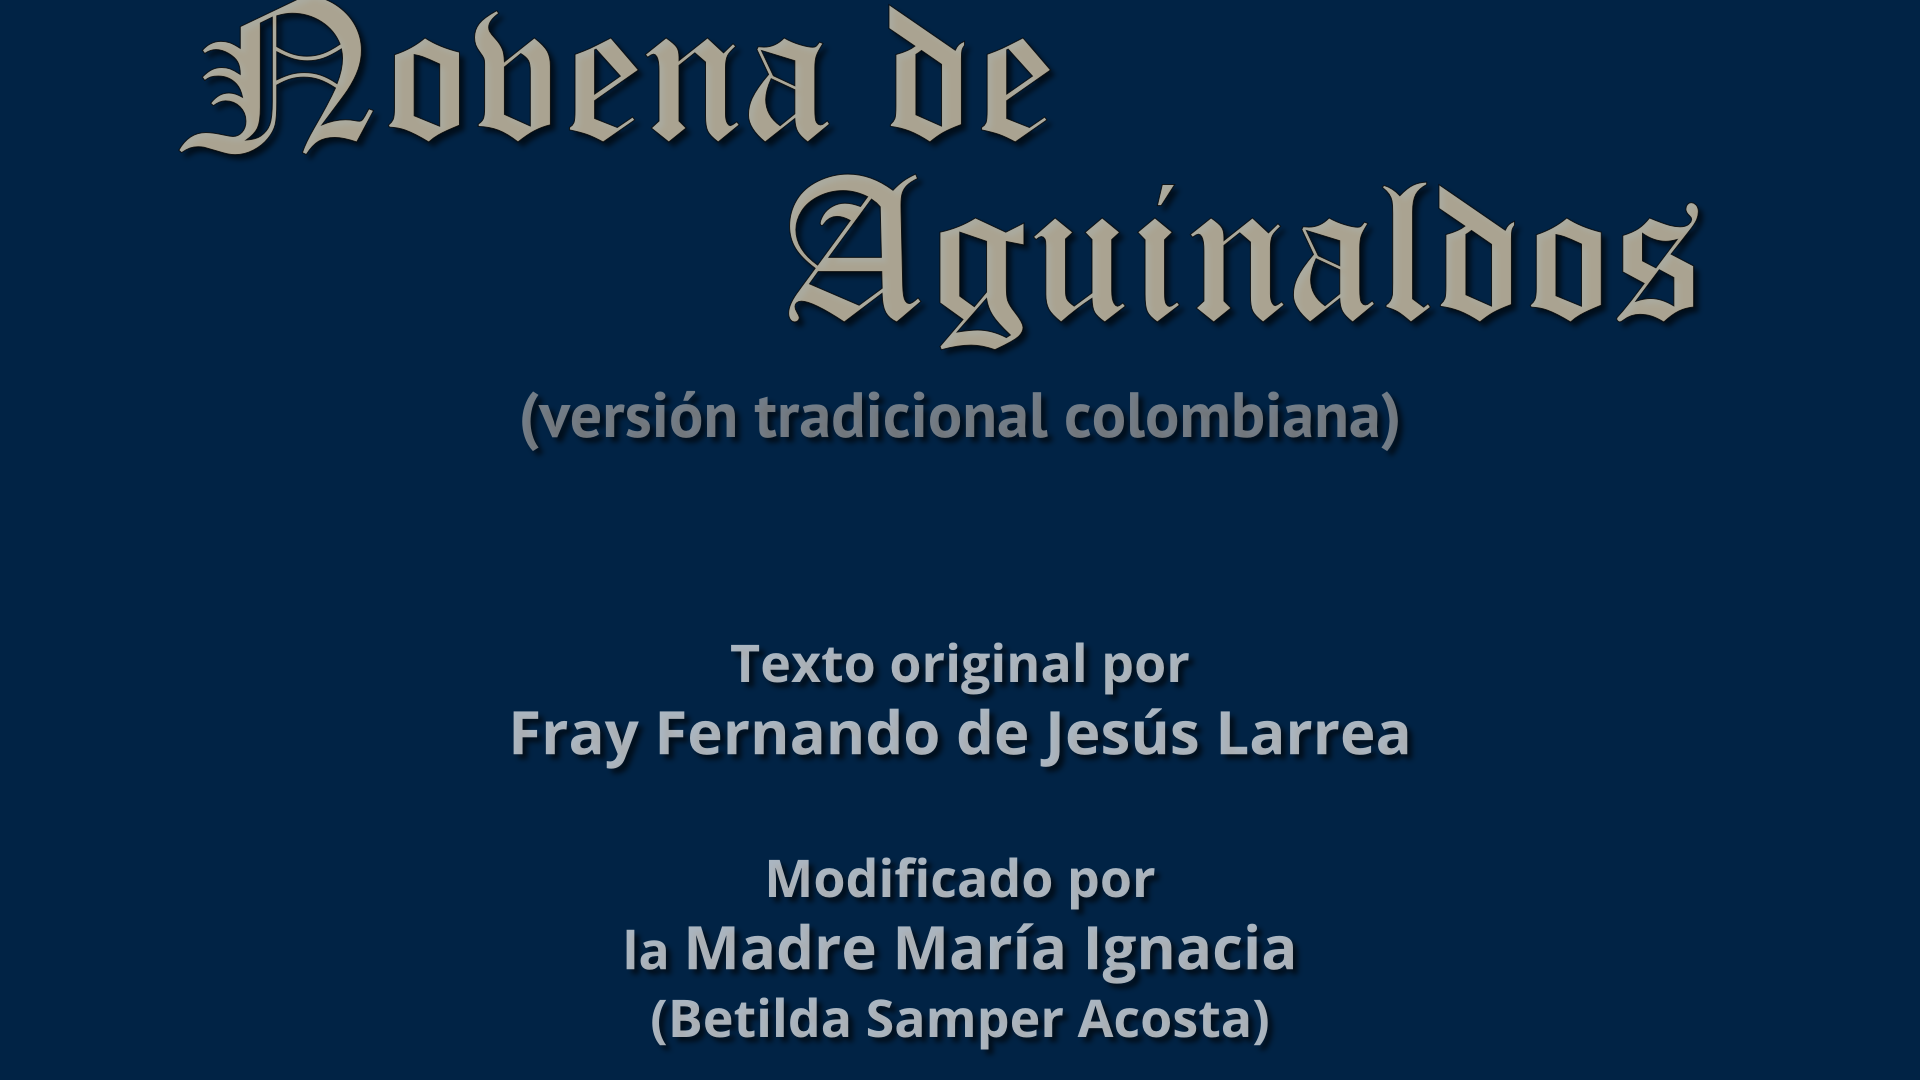 Novena de
Aguinaldos
(versión tradicional colombiana)
Texto original por
Fray Fernando de Jesús Larrea
Modificado por
la Madre María Ignacia
(Betilda Samper Acosta)